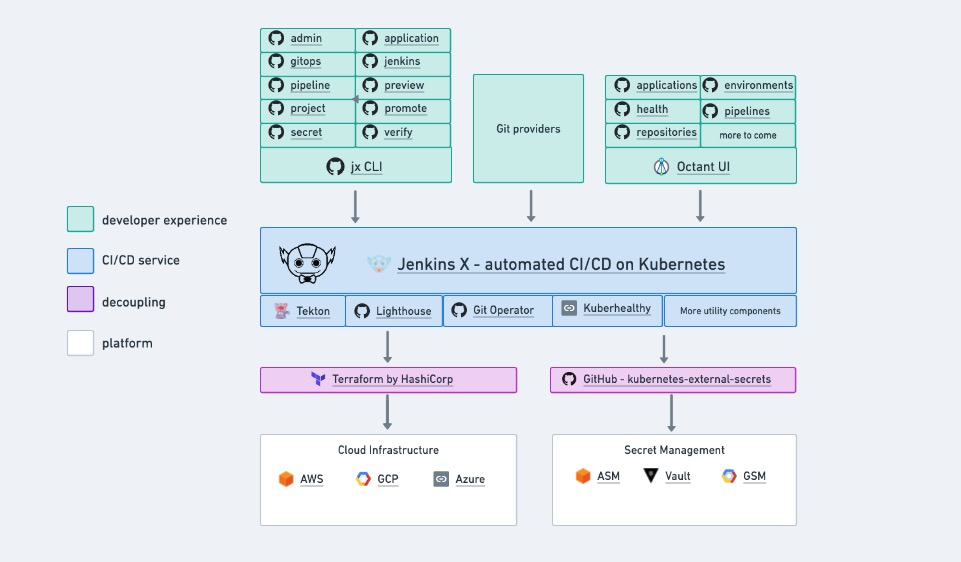 admin
application
gitops
jenkins
pipeline
preview
project
promote
secret
verify
jx CLI
Git providers
applications
environments
health
pipelines
repositories
more to come
Octant UI
developer experience
CI/CD service
decoupling
platform
Jenkins X - automated CI/CD on Kubernetes
Tekton
Lighthouse
Git Operator
Kuberhealthy
More utility components
Terraform by HashiCorp
GitHub - kubernetes-external-secrets
Cloud Infrastructure
AWS
GCP
Azure
Secret Management
ASM
Vault
GSM